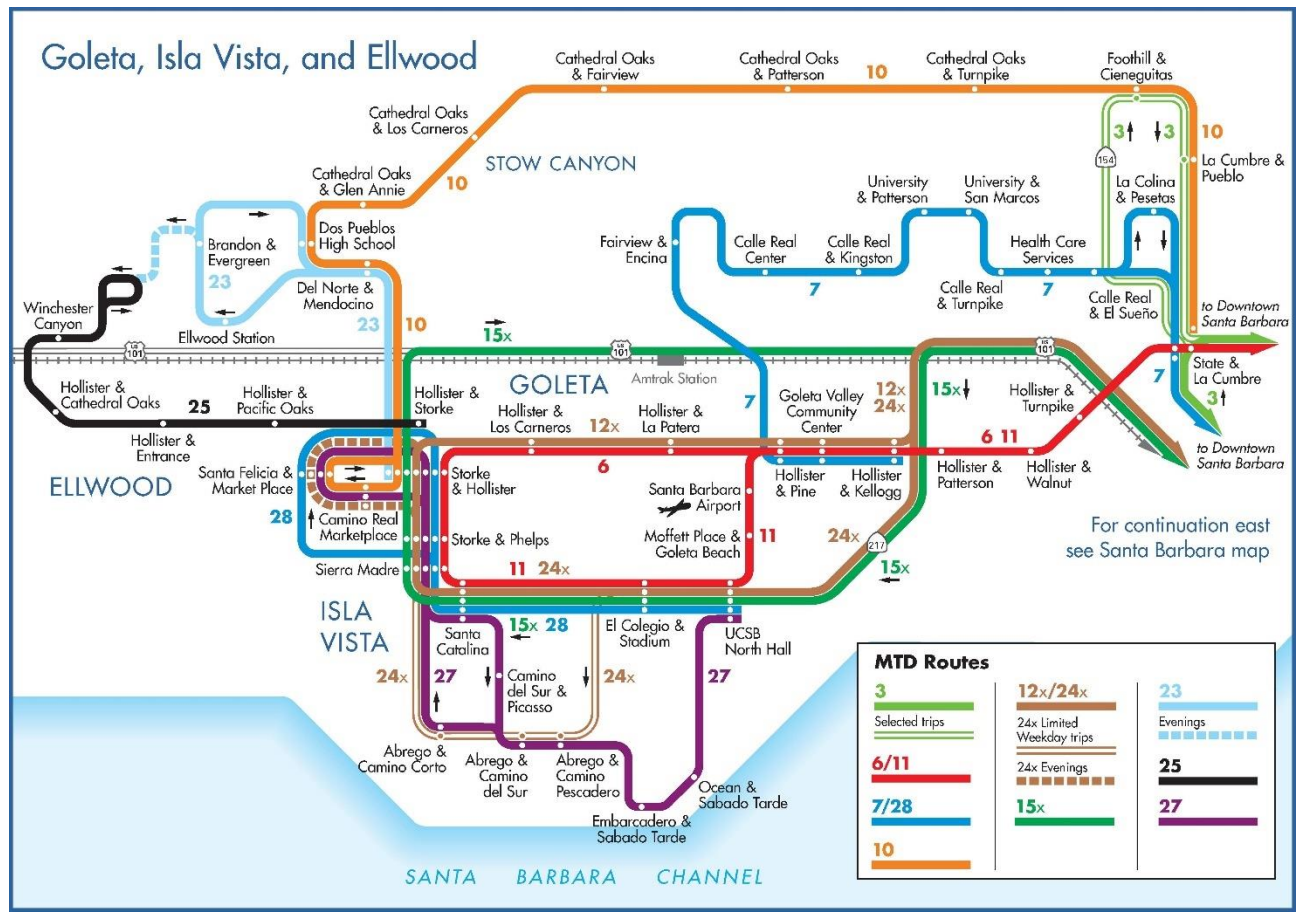 Goleta, Isla Vista, and Ellwood
Cathedral Oaks
& Fairview
Cathedral Oaks
& Patterson
10
Cathedral Oaks
& Turnpike
Foothill &
Cieneguitas
Cathedral Oaks
& Los Carneros
3
3
10
154
La Cumbre &
Pueblo
STOW CANYON
10
Cathedral Oaks
& Glen Annie
University
& Patterson
University &
San Marcos
La Colina
& Pesetas
Brandon &
Evergreen
23
Dos Pueblos
High School
Fairview &
Encina
Calle Real
Center
Calle Real
& Kingston
Health Care
Services
7
7
Calle Real
& Turnpike
Calle Real
& El Sueño
Del Norte &
Mendocino
Winchester
Canyon
Ellwood Station
23
10
15x
to Downtown
Santa Barbara
US
101
US
101
US
101
GOLETA
Amtrak Station
State &
La Cumbre
7
3
Hollister &
Cathedral Oaks
25
Hollister &
Pacific Oaks
Hollister &
Storke
Hollister &
Los Carneros
12x
Hollister &
La Patera
7
Goleta Valley
Community
Center
12x
24x
15x
Hollister &
Turnpike
Hollister &
Entrance
6
6 11
to Downtown
Santa Barbara
ELLWOOD
Santa Felicia &
Market Place
Storke
& Hollister
Santa Barbara
Airport
Hollister
& Pine
Hollister
& Kellogg
Hollister &
Patterson
Hollister &
Walnut
28
Camino Real
Marketplace
Storke & Phelps
Moffett Place &
Goleta Beach
11
24x
217
For continuation east
see Santa Barbara map
Sierra Madre
11 24x
15x
ISLA
VISTA
Santa
Catalina
15x 28
El Colegio &
Stadium
UCSB
North Hall
24x
27
Camino
del Sur &
Picasso
24x
27
Abrego &
Camino Corto
Abrego &
Camino
del Sur
Abrego &
Camino
Pescadero
Ocean &
Sabado Tarde
Embarcadero &
Sabado Tarde
SANTA BARBARA CHANNEL
MTD Routes
3
Selected trips
6/11
7/28
10
12x/24x
24x Limited
Weekday trips
24x Evenings
15x
23
Evenings
25
27